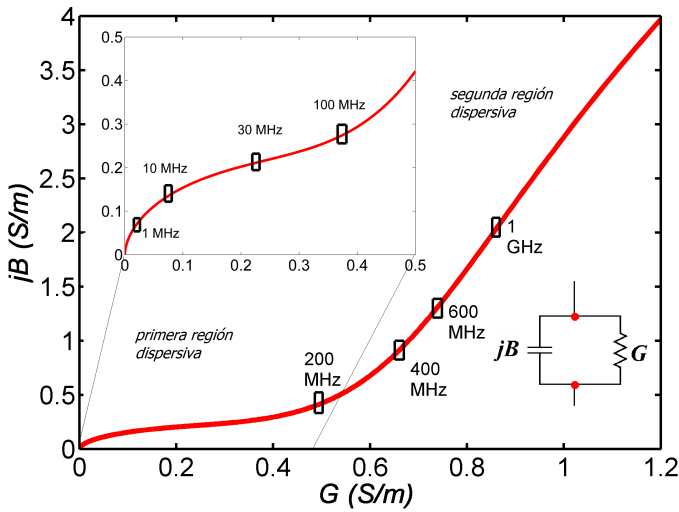 4
3.5
3
2.5
2
1.5
1
0.5
0
jB (S/m)
0 0.2 0.4 0.6 0.8 1 1.2
G (S/m)
0.5
0.4
0.3
0.2
0.1
0
0 0.1 0.2 0.3 0.4 0.5
1 MHz
10 MHz
30 MHz
100 MHz
segunda región
dispersiva
primera región
dispersiva
200
MHz
400
MHz
600
MHz
1
GHz
jB
G